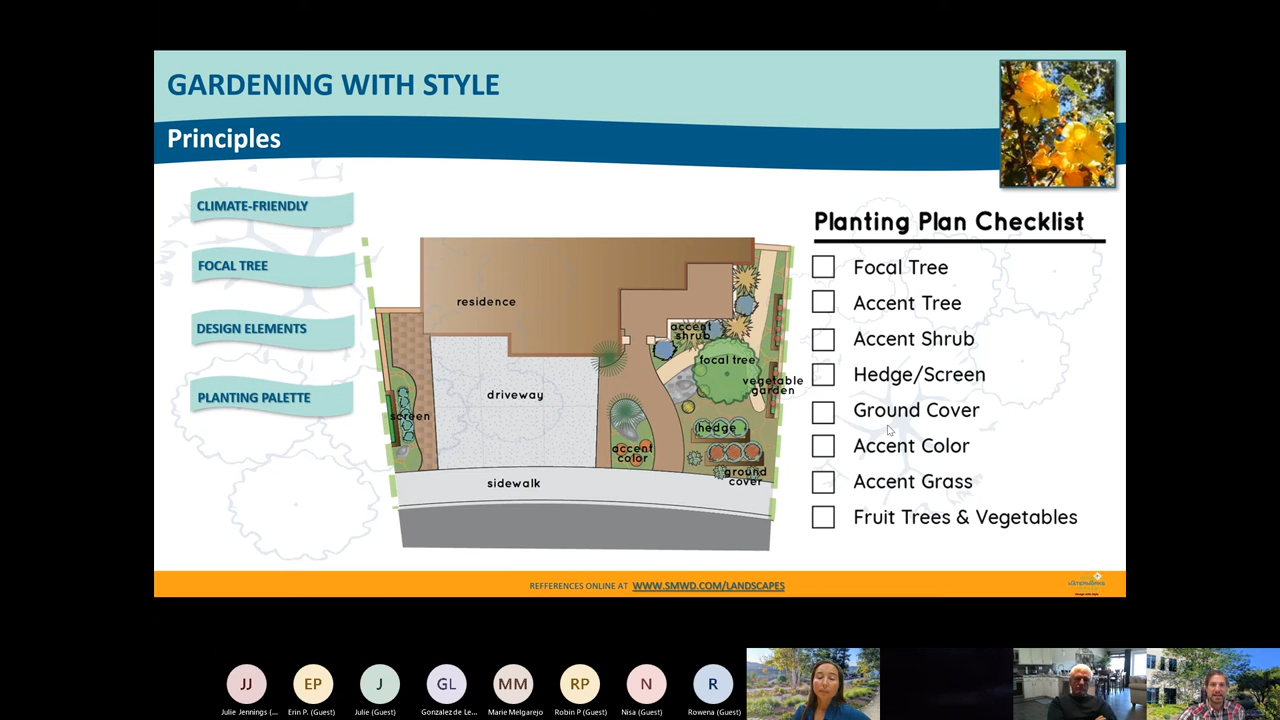 GARDENING WITH STYLE
Principles
CLIMATE-FRIENDLY
FOCAL TREE
DESIGN ELEMENTS
PLANTING PALETTE
residence
accent
shrub
focal tree
vegetable
garden
driveway
screen
hedge
accent
color
ground
cover
sidewalk
Planting Plan Checklist
Focal Tree
Accent Tree
Accent Shrub
Hedge/Screen
Ground Cover
Accent Color
Accent Grass
Fruit Trees & Vegetables
REFFERENCES ONLINE AT WWW.SMWD.COM/LANDSCAPES
JJ
EP
J
GL
MM
RP
N
R
Julie Jennings (...
Erin P. (Guest)
Julie (Guest)
Gonzalez de Le...
Marie Melgarejo
Robin P (Guest)
Nisa (Guest)
Rowena (Guest)